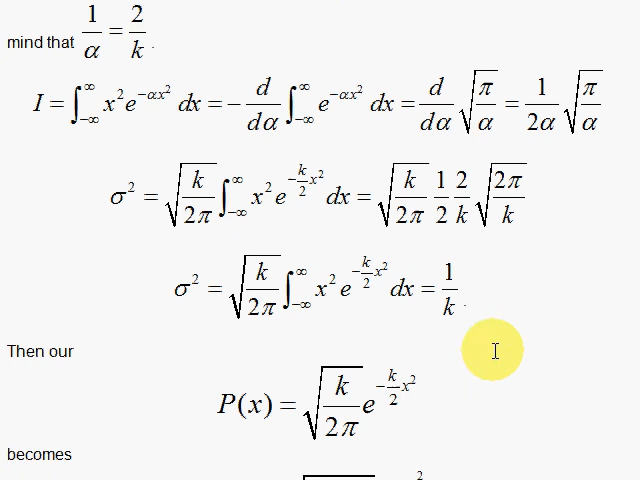 mind that 1/α = 2/k .
I = ∫_{-∞}^{∞} x² e^{-αx²} dx = - d/dα ∫_{-∞}^{∞} e^{-αx²} dx = d/dα √(π/α) = 1/(2α) √(π/α)
σ² = √(k/(2π)) ∫_{-∞}^{∞} x² e^{-(k/2)x²} dx = √(k/(2π)) 1/2 2/k √(2π/k)
σ² = √(k/(2π)) ∫_{-∞}^{∞} x² e^{-(k/2)x²} dx = 1/k .
Then our
P(x) = √(k/(2π)) e^{-(k/2)x²}
becomes
2